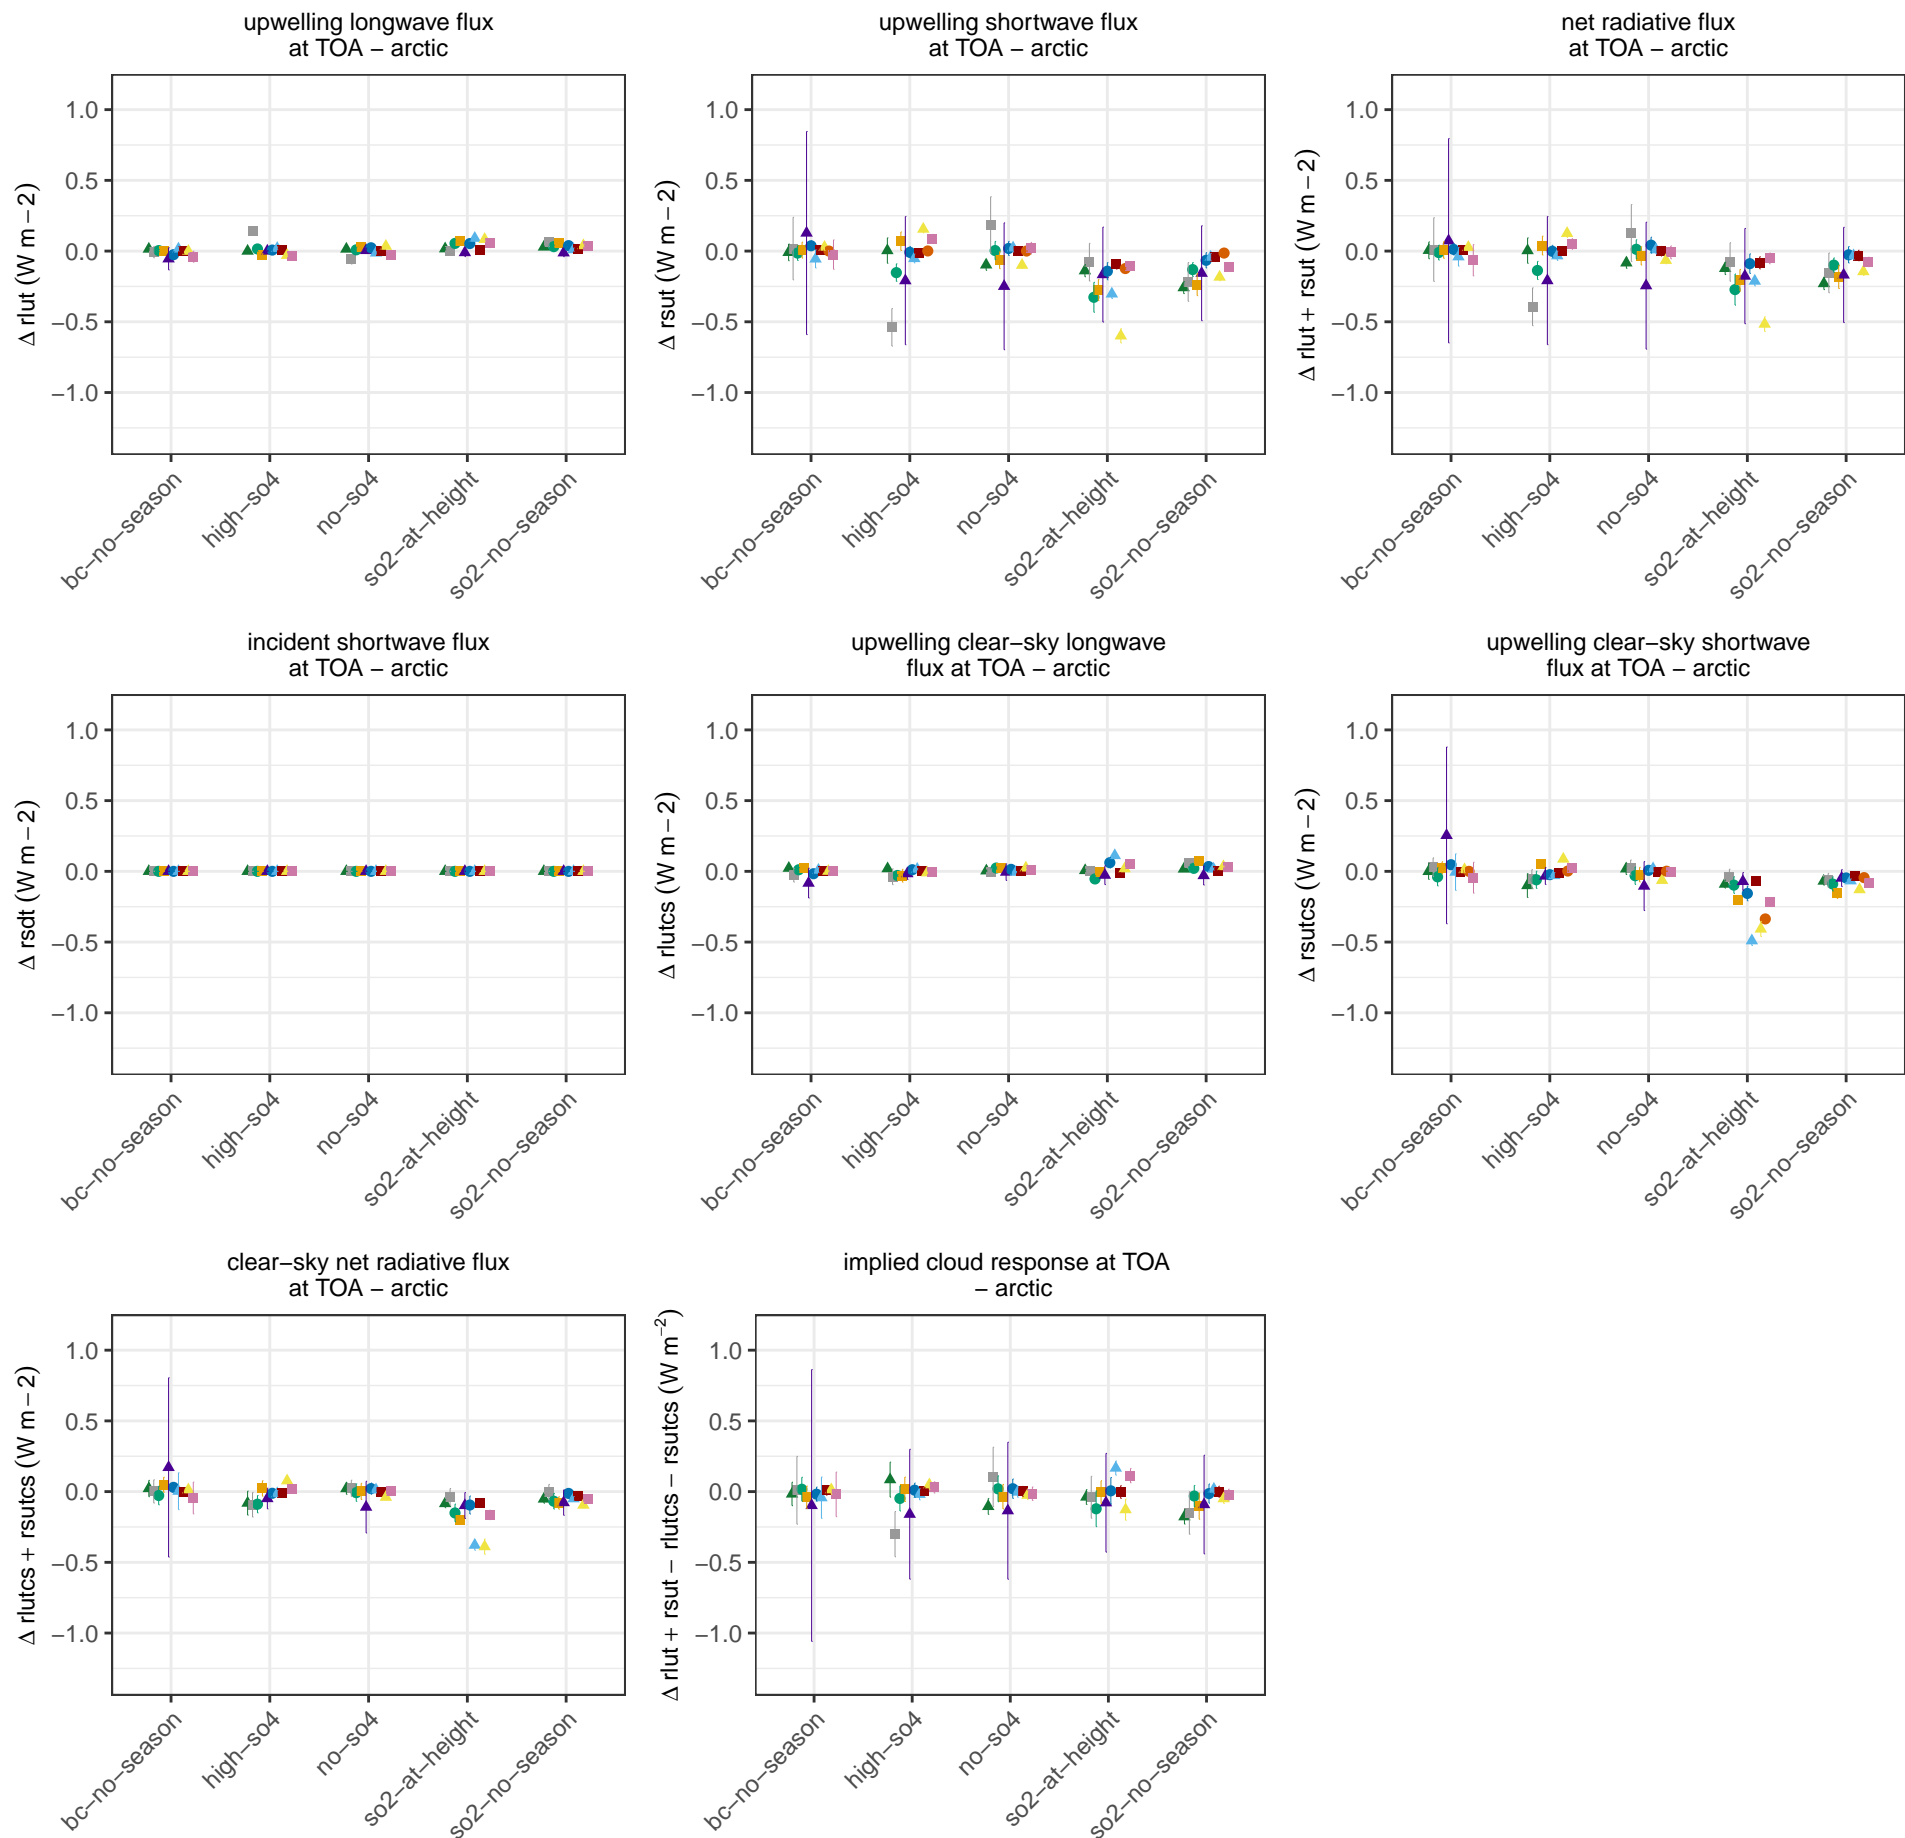 upwelling longwave flux
at TOA − arctic
Δ rlut (W m − 2)
1.0
0.5
0.0
−0.5
−1.0
bc−no−season
high−so4
no−so4
so2−at−height
so2−no−season
upwelling shortwave flux
at TOA − arctic
Δ rsut (W m − 2)
1.0
0.5
0.0
−0.5
−1.0
bc−no−season
high−so4
no−so4
so2−at−height
so2−no−season
net radiative flux
at TOA − arctic
Δ rlut + rsut (W m − 2)
1.0
0.5
0.0
−0.5
−1.0
bc−no−season
high−so4
no−so4
so2−at−height
so2−no−season
incident shortwave flux
at TOA − arctic
Δ rsdt (W m − 2)
1.0
0.5
0.0
−0.5
−1.0
bc−no−season
high−so4
no−so4
so2−at−height
so2−no−season
upwelling clear−sky longwave
flux at TOA − arctic
Δ rlutcs (W m − 2)
1.0
0.5
0.0
−0.5
−1.0
bc−no−season
high−so4
no−so4
so2−at−height
so2−no−season
upwelling clear−sky shortwave
flux at TOA − arctic
Δ rsutcs (W m − 2)
1.0
0.5
0.0
−0.5
−1.0
bc−no−season
high−so4
no−so4
so2−at−height
so2−no−season
clear−sky net radiative flux
at TOA − arctic
Δ rlutcs + rsutcs (W m − 2)
1.0
0.5
0.0
−0.5
−1.0
bc−no−season
high−so4
no−so4
so2−at−height
so2−no−season
implied cloud response at TOA
− arctic
Δ rlut + rsut − rlutcs − rsutcs (W m⁻²)
1.0
0.5
0.0
−0.5
−1.0
bc−no−season
high−so4
no−so4
so2−at−height
so2−no−season